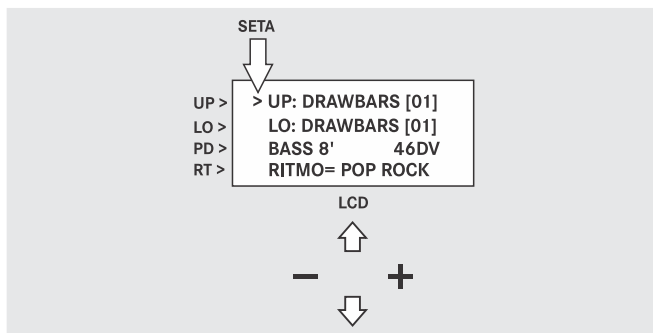 SETA
UP > > UP: DRAWBARS [01]
LO > LO: DRAWBARS [01]
PD > BASS 8' 46DV
RT > RITMO= POP ROCK
LCD
− +